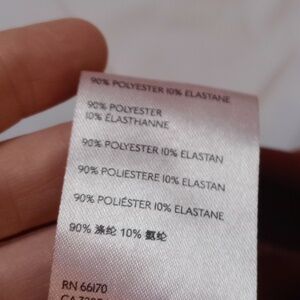 90% POLYESTER 10% ELASTANE
90% POLYESTER
10% ÉLASTHANNE
90% POLYESTER 10% ELASTAN
90% POLIESTERE 10% ELASTAN
90% POLIÉSTER 10% ELASTANE
90% 涤纶 10% 氨纶
RN 66170